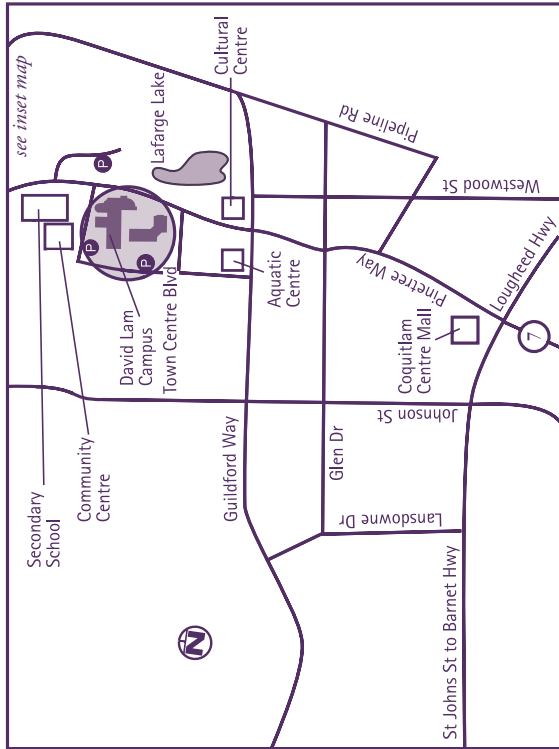 see inset map
Cultural
Centre
Lafarge Lake
Pipeline Rd
Westwood St
P
P
P
David Lam
Campus
Town Centre Blvd
Aquatic
Centre
Pinetree Way
Lougheed Hwy
Coquitlam
Centre Mall
7
Secondary
School
Community
Centre
Guildford Way
Glen Dr
Johnson St
Lansdowne Dr
N
St Johns St to Barnet Hwy